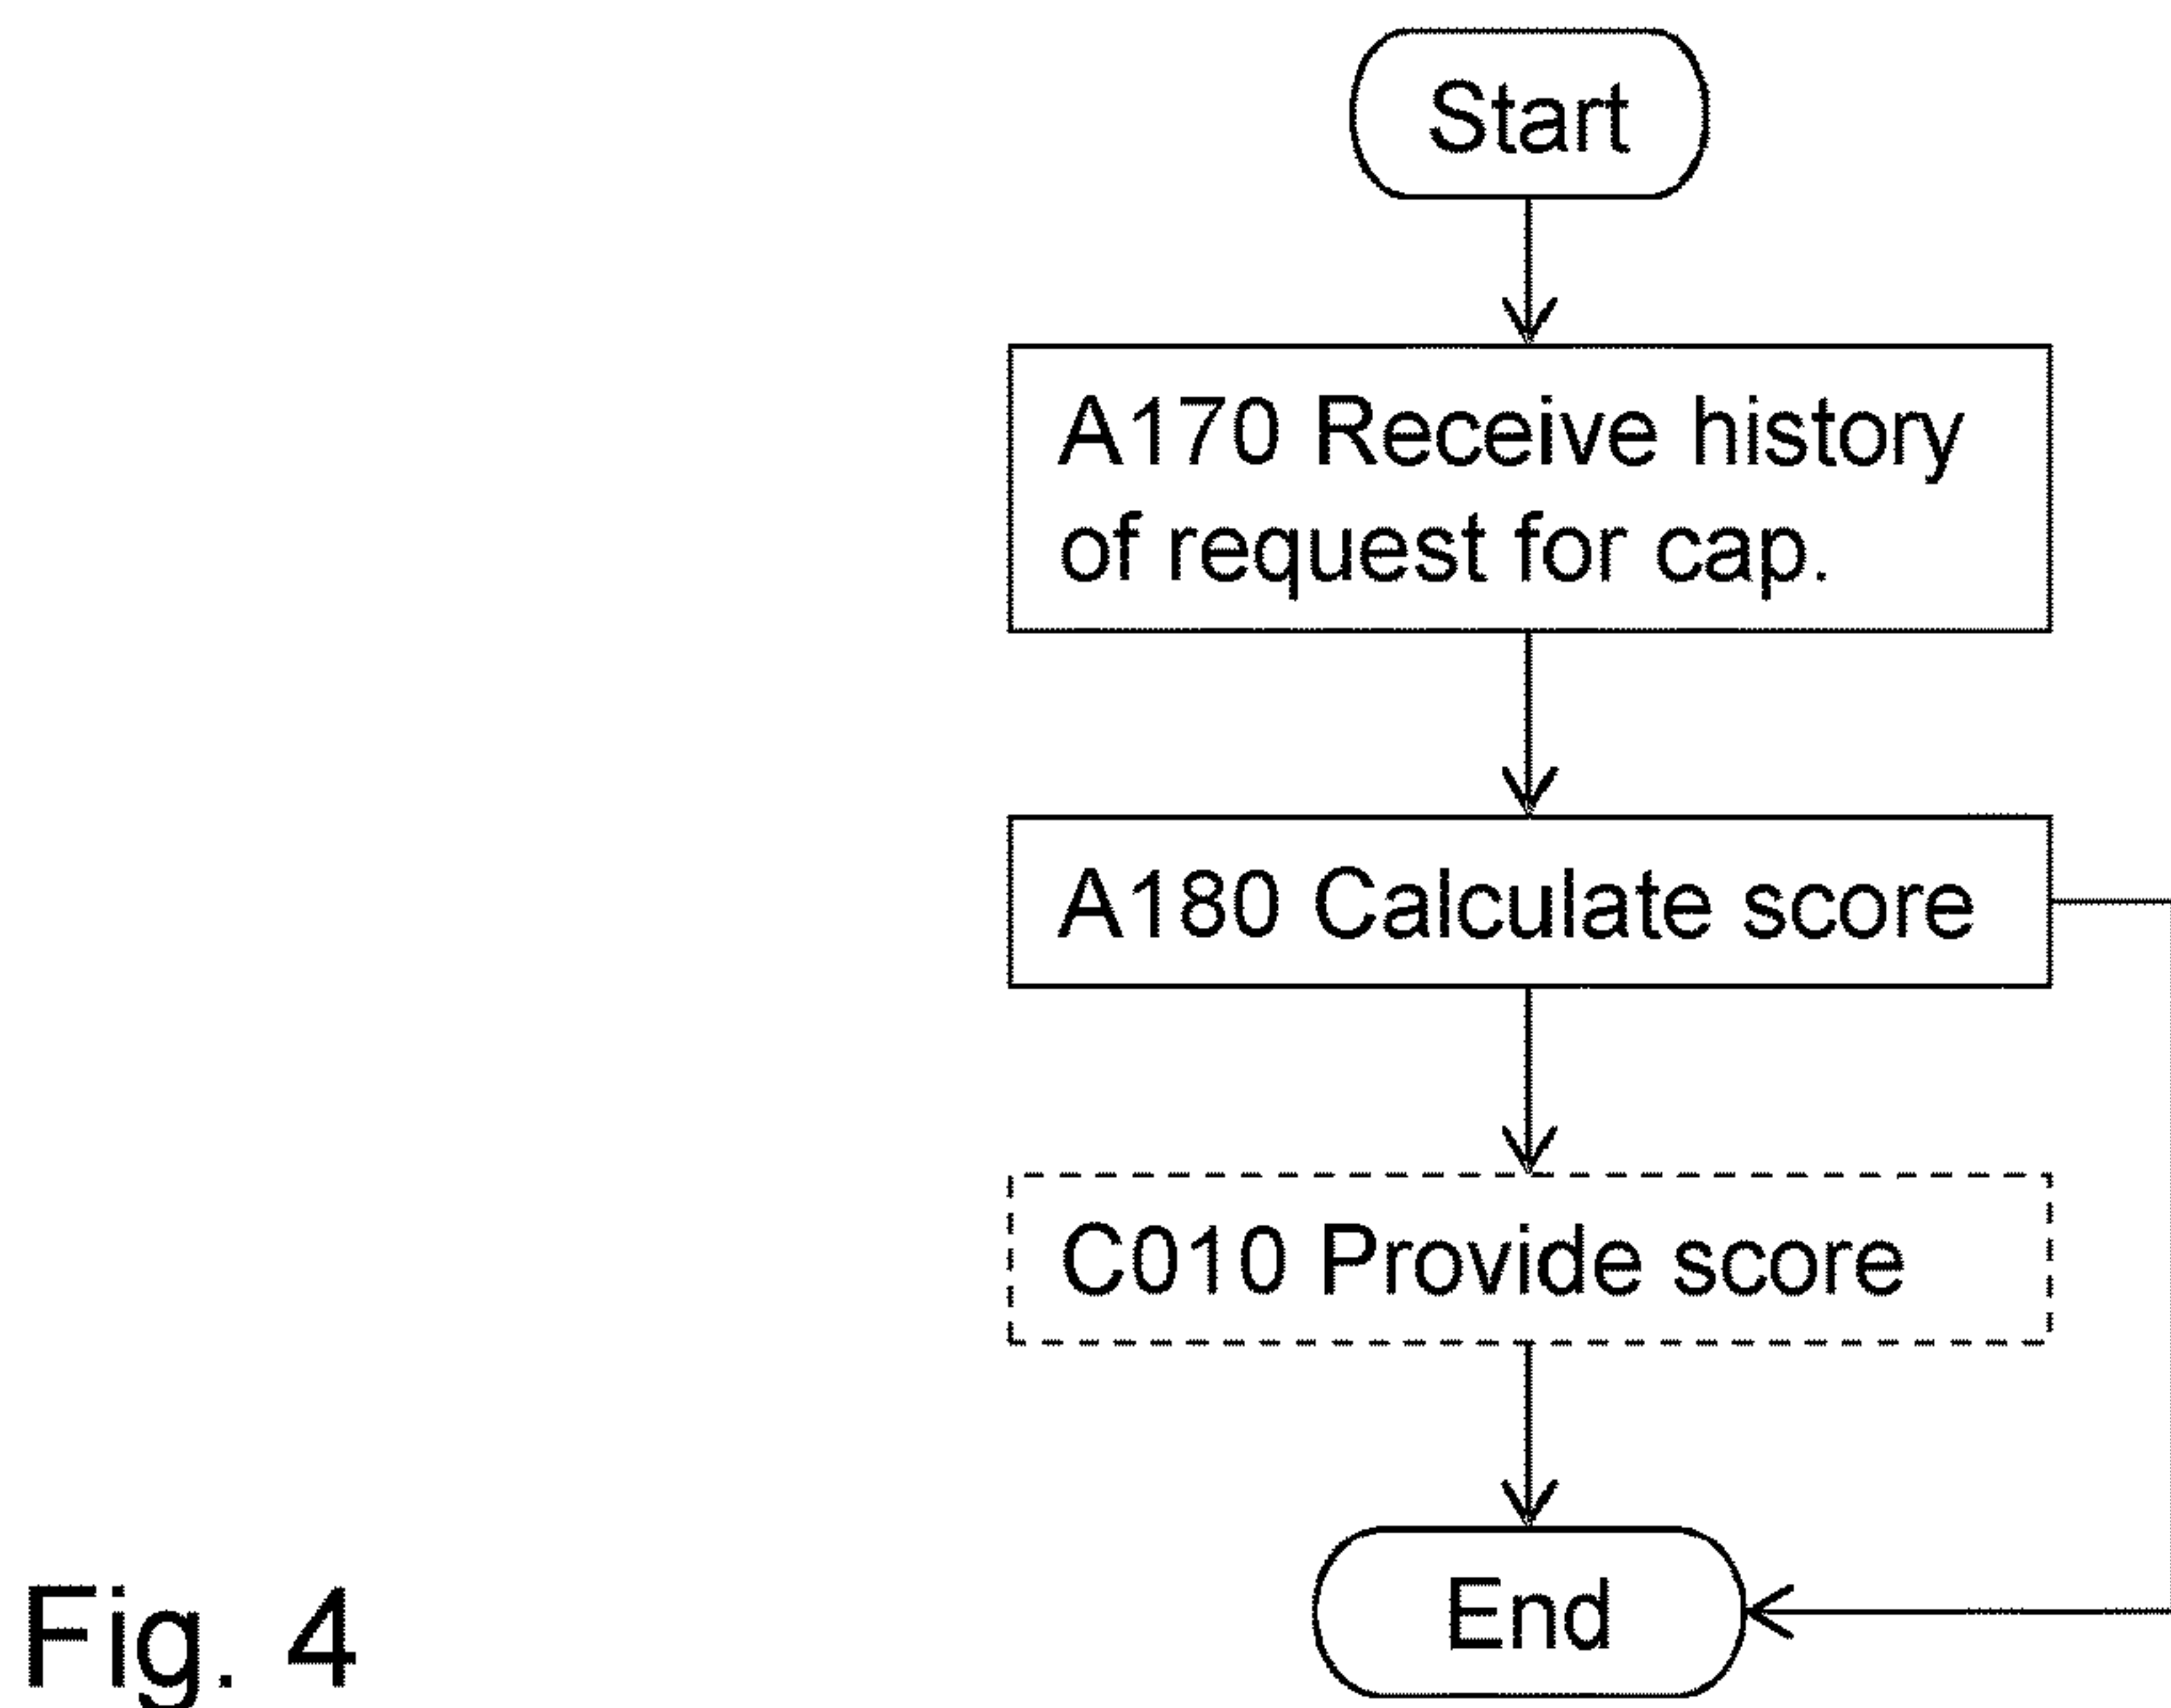 Start
A170 Receive history
of request for cap.
A180 Calculate score
C010 Provide score
End
Fig. 4